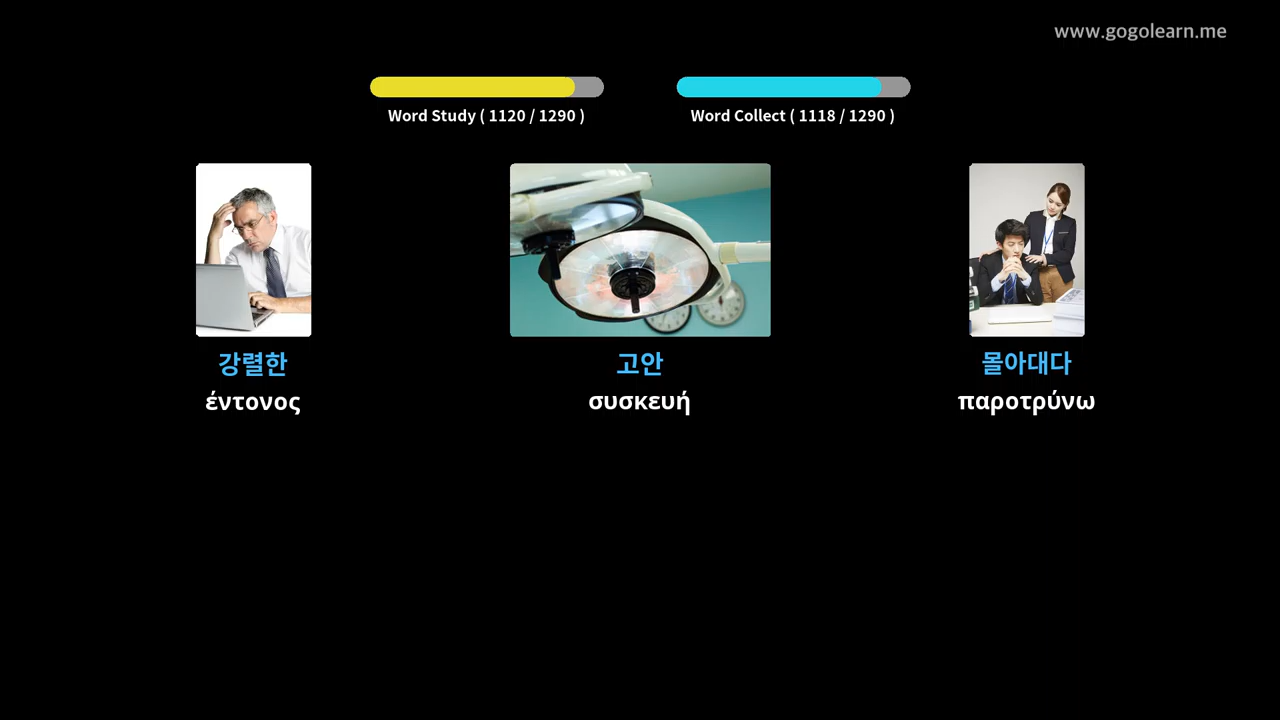 www.gogolearn.me
Word Study ( 1120 / 1290 )
Word Collect ( 1118 / 1290 )
강렬한
έντονος
고안
συσκευή
몰아대다
παροτρύνω